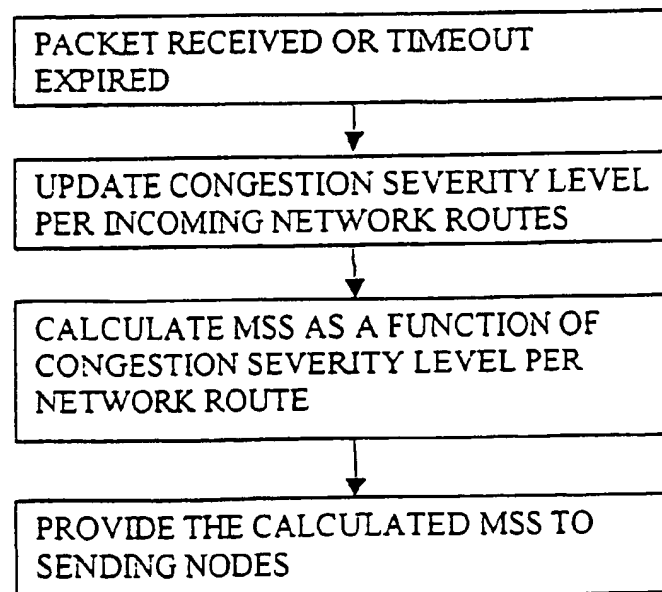 PACKET RECEIVED OR TIMEOUT
EXPIRED
UPDATE CONGESTION SEVERITY LEVEL
PER INCOMING NETWORK ROUTES
CALCULATE MSS AS A FUNCTION OF
CONGESTION SEVERITY LEVEL PER
NETWORK ROUTE
PROVIDE THE CALCULATED MSS TO
SENDING NODES